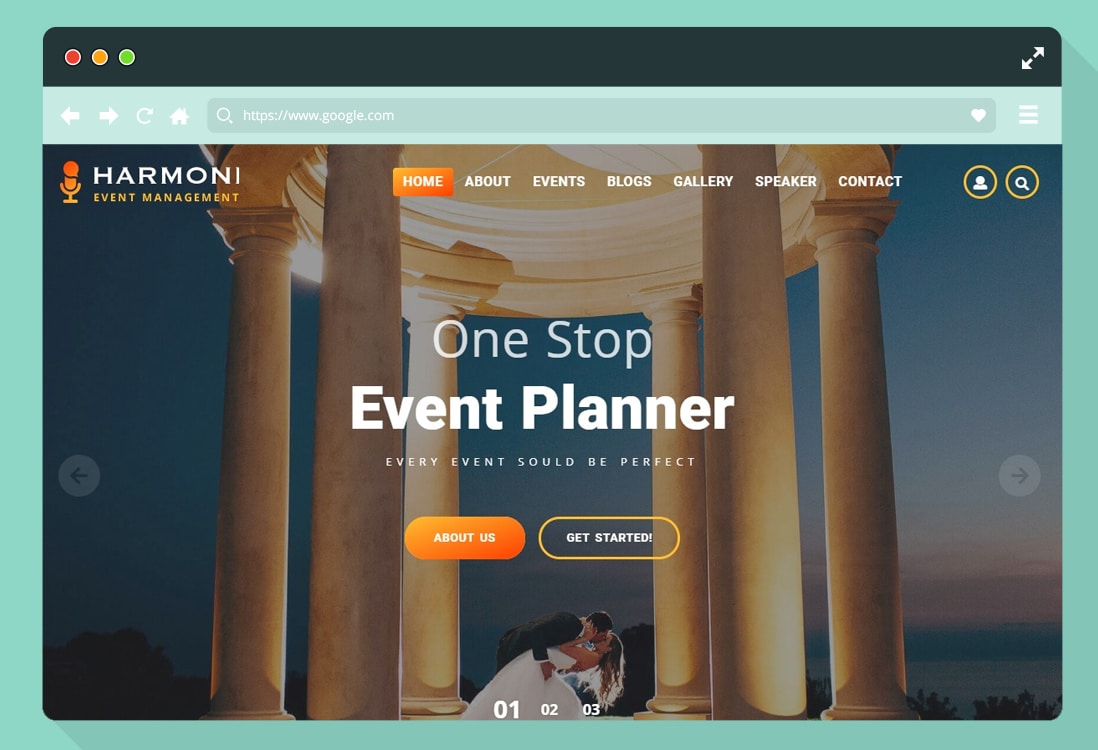 https://www.google.com
HARMONI
EVENT MANAGEMENT
HOME ABOUT EVENTS BLOGS GALLERY SPEAKER CONTACT
One Stop
Event Planner
EVERY EVENT SOULD BE PERFECT
ABOUT US GET STARTED!
01 02 03